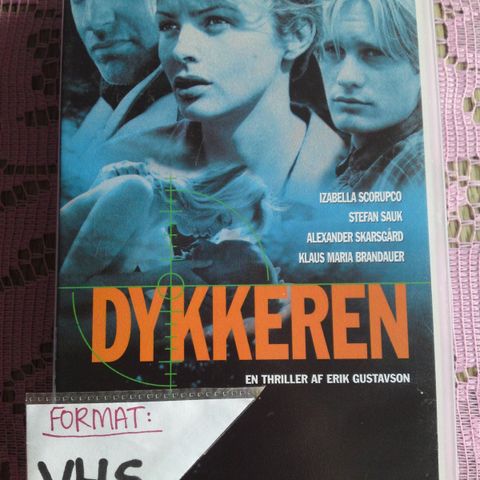 IZABELLA SCORUPCO
STEFAN SAUK
ALEXANDER SKARSGÅRD
KLAUS MARIA BRANDAUER
DYKKEREN
EN THRILLER AF ERIK GUSTAVSON
FORMAT:
VHS